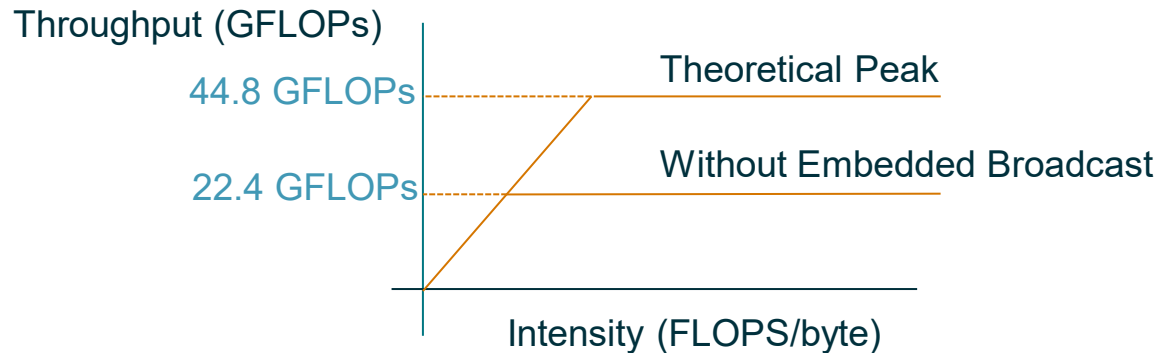 Throughput (GFLOPs)
Theoretical Peak
44.8 GFLOPs
Without Embedded Broadcast
22.4 GFLOPs
Intensity (FLOPS/byte)